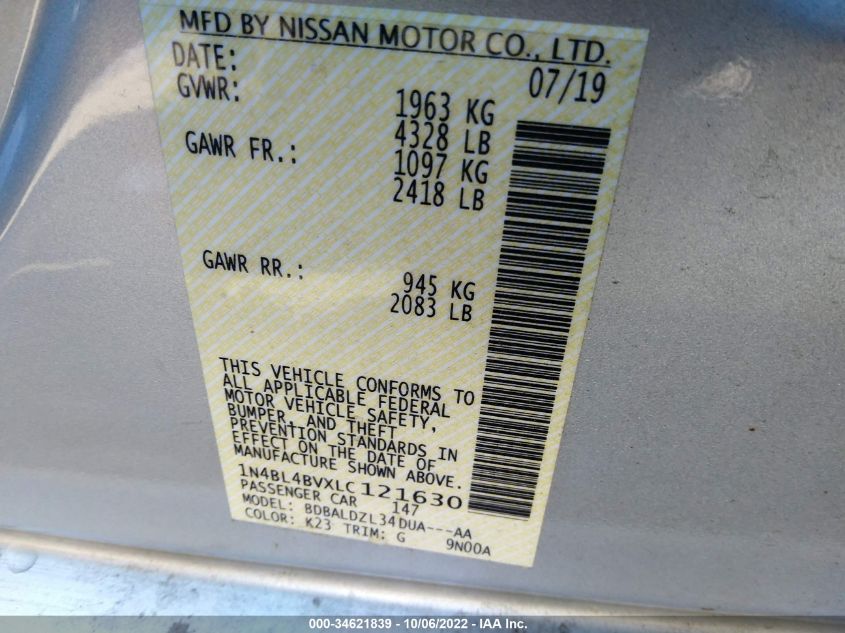 MFD BY NISSAN MOTOR CO., LTD.
DATE: 07/19
GVWR: 1963 KG
4328 LB
GAWR FR.: 1097 KG
2418 LB
GAWR RR.: 945 KG
2083 LB
THIS VEHICLE CONFORMS TO
ALL APPLICABLE FEDERAL
MOTOR VEHICLE SAFETY,
BUMPER, AND THEFT
PREVENTION STANDARDS IN
EFFECT ON THE DATE OF
MANUFACTURE SHOWN ABOVE.
1N4BL4BVXLC121630
PASSENGER CAR 147
MODEL: BDBALDZL34DUA---AA
COLOR: K23 TRIM: G 9N00A
000-34621839 - 10/06/2022 - IAA Inc.